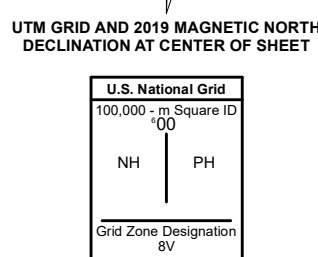 UTM GRID AND 2019 MAGNETIC NORTH
DECLINATION AT CENTER OF SHEET
U.S. National Grid
100,000 - m Square ID
⁶00
NH PH
Grid Zone Designation
8V